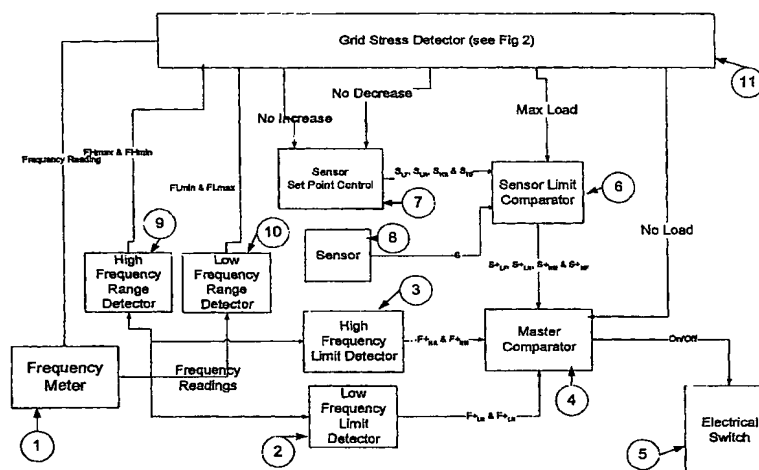 Grid Stress Detector (see Fig 2)
11
No Decrease
No Increase
Max Load
FHmax & FHmin
Frequency Reading
FLmin & FLmax
Sensor
Set Point Control
7
Sensor Limit
Comparator
6
No Load
9
10
8
Sensor
S
High
Frequency
Range
Detector
Low
Frequency
Range
Detector
3
High
Frequency
Limit Detector
Master
Comparator
On/Off
4
Frequency
Meter
Frequency
Readings
1
Low
Frequency
Limit
Detector
2
Electrical
Switch
5